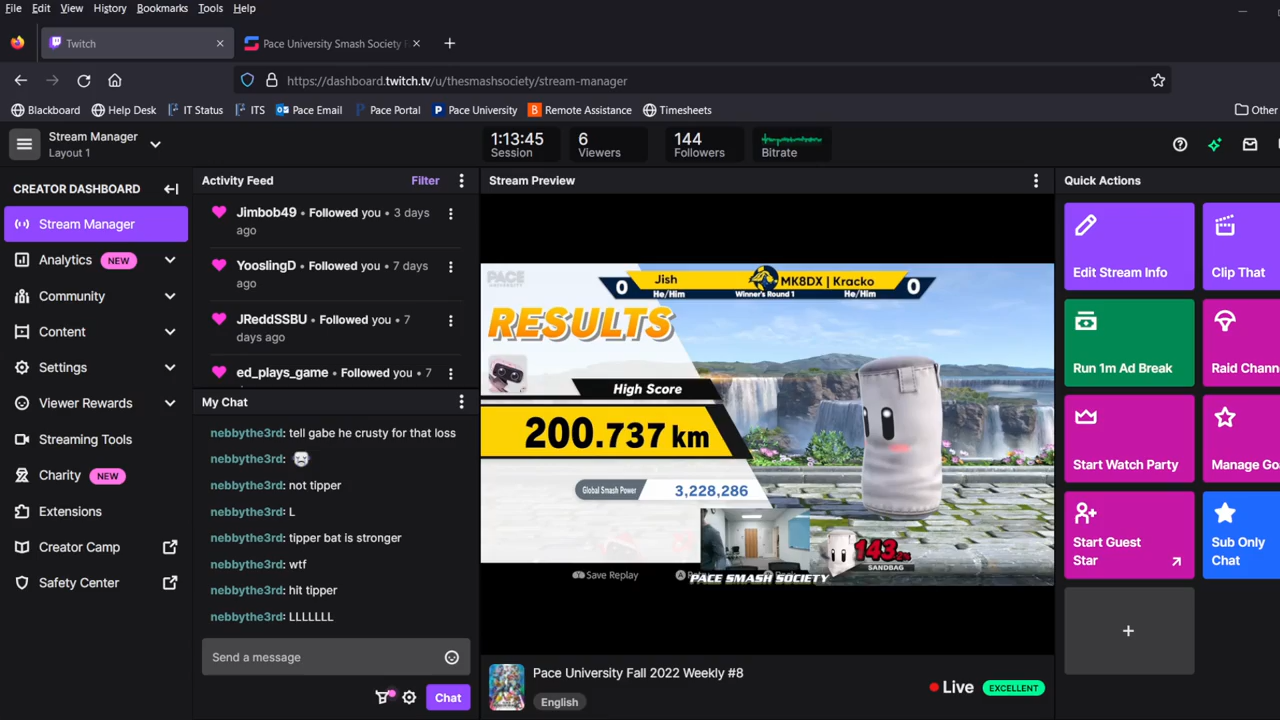 File Edit View History Bookmarks Tools Help
Twitch
Pace University Smash Society F
https://dashboard.twitch.tv/u/thesmashsociety/stream-manager
Blackboard Help Desk IT Status ITS Pace Email Pace Portal Pace University Remote Assistance Timesheets Other
Stream Manager
Layout 1
1:13:45
Session
6
Viewers
144
Followers
Bitrate
CREATOR DASHBOARD
Stream Manager
Analytics NEW
Community
Content
Settings
Viewer Rewards
Streaming Tools
Charity NEW
Extensions
Creator Camp
Safety Center
Activity Feed Filter
Jimbob49 • Followed you • 3 days
ago
YooslingD • Followed you • 7 days
ago
JReddSSBU • Followed you • 7
days ago
ed_plays_game • Followed you • 7
My Chat
nebbythe3rd: tell gabe he crusty for that loss
nebbythe3rd:
nebbythe3rd: not tipper
nebbythe3rd: L
nebbythe3rd: tipper bat is stronger
nebbythe3rd: wtf
nebbythe3rd: hit tipper
nebbythe3rd: LLLLLLL
Send a message
Chat
Stream Preview
PACE
UNIVERSITY
0 Jish MK8DX | Kracko 0
He/Him Winner's Round 1 He/Him
RESULTS
High Score
200.737 km
Global Smash Power 3,228,286
143
SANDBAG
Save Replay
PACE SMASH SOCIETY
Pace University Fall 2022 Weekly #8
English
Live EXCELLENT
Quick Actions
Edit Stream Info
Clip That
Run 1m Ad Break
Raid Chann
Start Watch Party
Manage Goa
Start Guest
Star
Sub Only
Chat